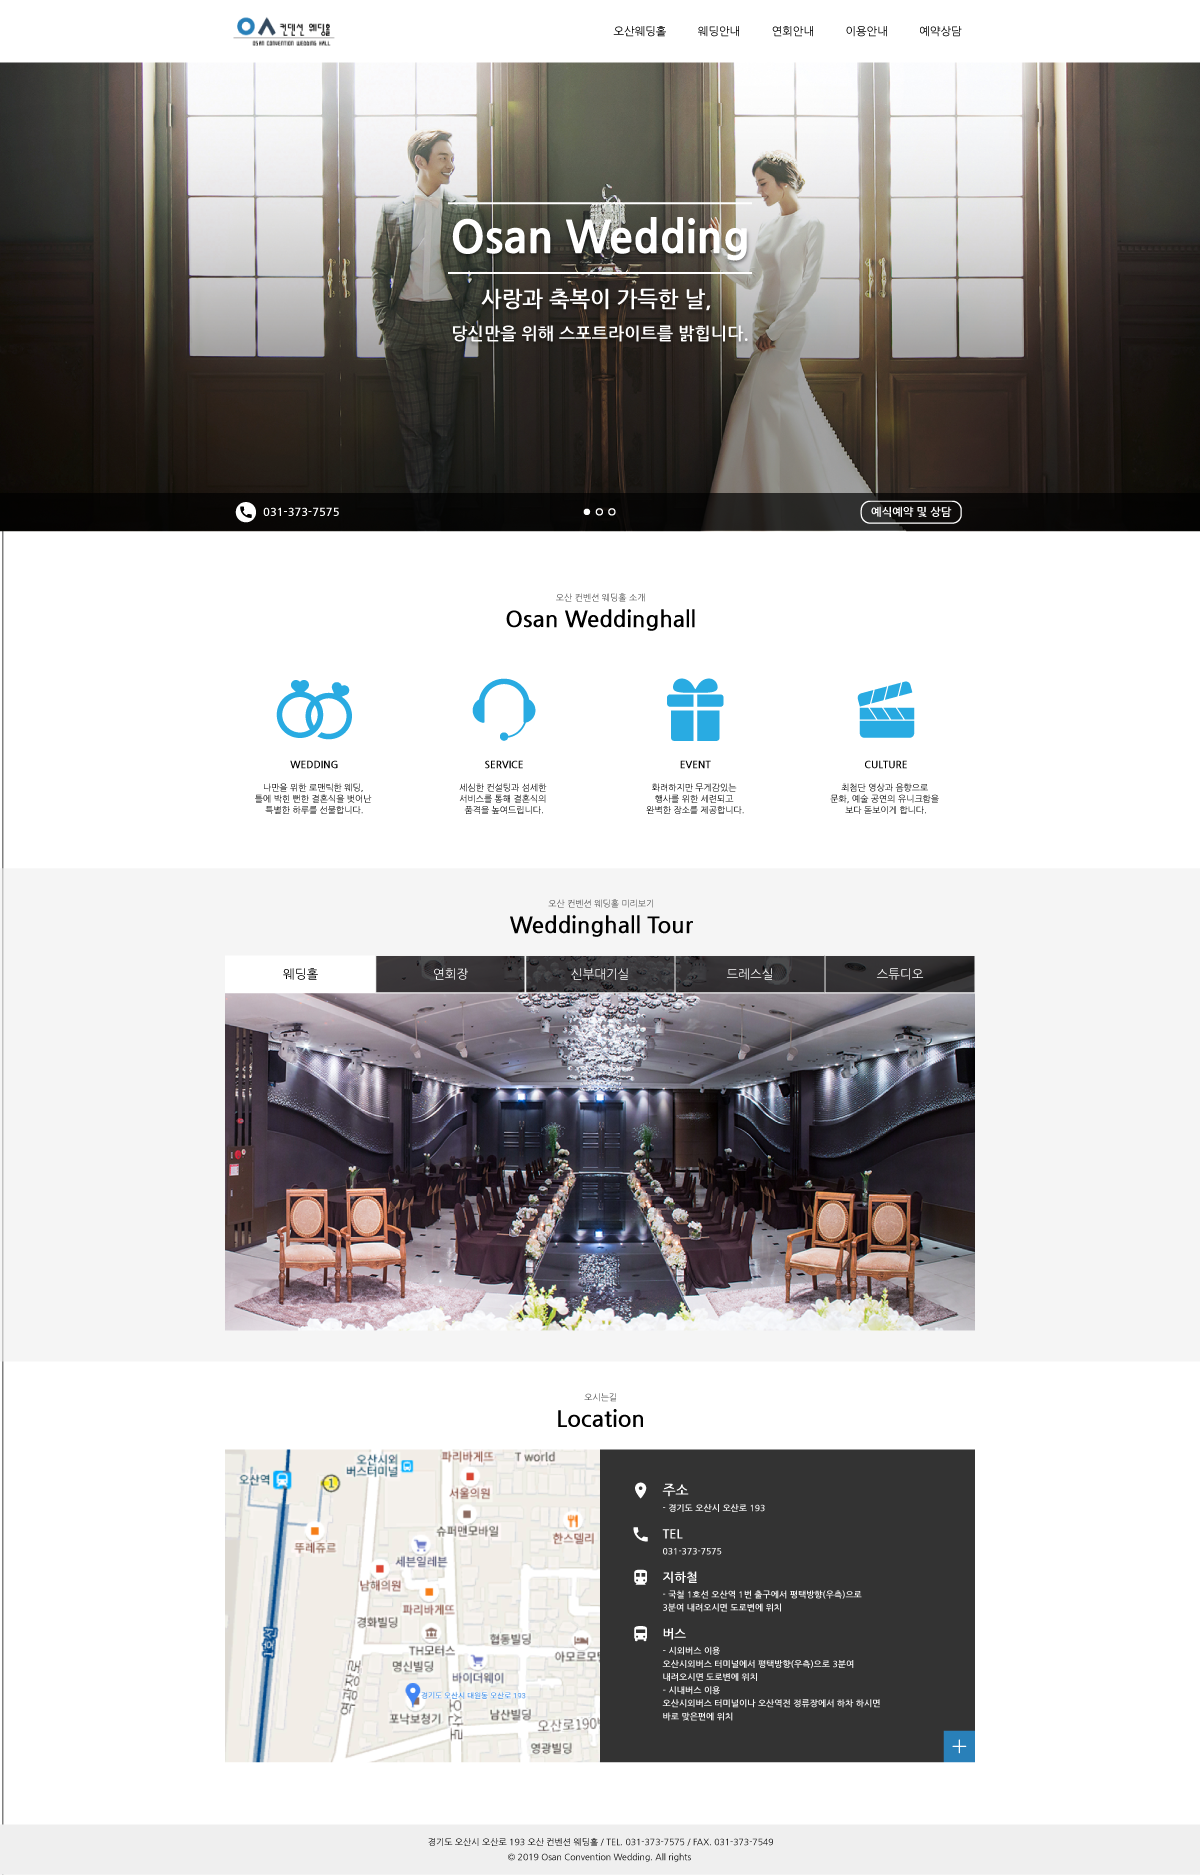 OA 컨벤션 웨딩홀
OSAN CONVENTION WEDDING HALL
오산웨딩홀 웨딩안내 연회안내 이용안내 예약상담
Osan Wedding
사랑과 축복이 가득한 날,
당신만을 위해 스포트라이트를 밝힙니다.
031-373-7575
예식예약 및 상담
오산 컨벤션 웨딩홀 소개
Osan Weddinghall
WEDDING
나만을 위한 로맨틱한 웨딩,
틀에 박힌 뻔한 결혼식을 벗어난
특별한 하루를 선물합니다.
SERVICE
세심한 컨설팅과 섬세한
서비스를 통해 결혼식의
품격을 높여드립니다.
EVENT
화려하지만 무게감있는
행사를 위한 세련되고
완벽한 장소를 제공합니다.
CULTURE
최첨단 영상과 음향으로
문화, 예술 공연의 유니크함을
보다 돋보이게 합니다.
오산 컨벤션 웨딩홀 미리보기
Weddinghall Tour
웨딩홀 연회장 신부대기실 드레스실 스튜디오
오시는길
Location
파리바게뜨
T world
오산시외
버스터미널
오산역
1
서울의원
슈퍼맨모바일
한스델리
뚜레쥬르
세븐일레븐
남해의원
파리바게뜨
경화빌딩
1호선
협동빌딩
TH모터스
아모르모텔
명신빌딩
바이더웨이
역광장로
경기도 오산시 대원동 오산로 193
포낙보청기
오산로
남산빌딩
오산로190번
영광빌딩
주소
- 경기도 오산시 오산로 193
TEL
031-373-7575
지하철
- 국철 1호선 오산역 1번 출구에서 평택방향(우측)으로
3분여 내려오시면 도로변에 위치
버스
- 시외버스 이용
오산시외버스 터미널에서 평택방향(우측)으로 3분여
내려오시면 도로변에 위치
- 시내버스 이용
오산시외버스 터미널이나 오산역전 정류장에서 하차 하시면
바로 맞은편에 위치
경기도 오산시 오산로 193 오산 컨벤션 웨딩홀 / TEL. 031-373-7575 / FAX. 031-373-7549
© 2019 Osan Convention Wedding. All rights